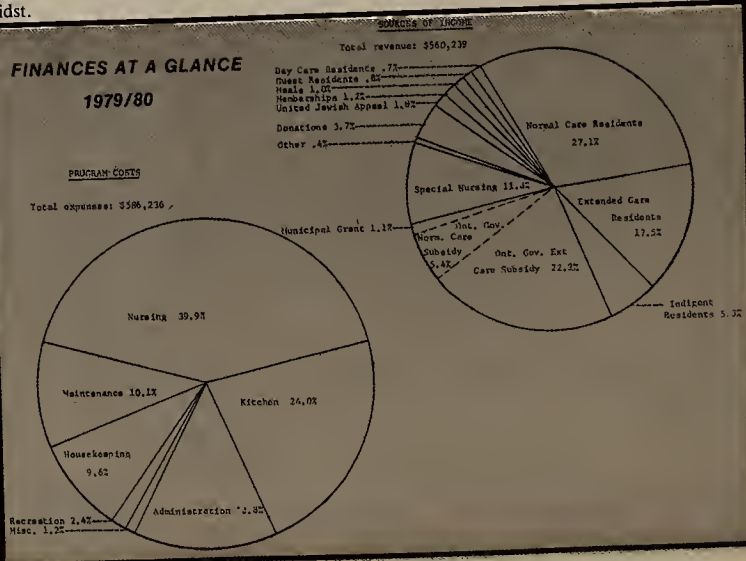 idst.
FINANCES AT A GLANCE
1979/80
PROGRAM COSTS
Total expenses: $586,236
Nursing 39.9%
Maintenance 10.1%
Kitchen 24.0%
Housekeeping
9.6%
Administration
Recreation 2.4%
Misc. 1.2%
SOURCES OF INCOME
Total revenue: $560,239
Day Care Residents .7%
Guest Residents .8%
Meals 1.0%
Memberships 1.2%
United Jewish Appeal 1.8%
Donations 3.7%
Other .4%
Normal Care Residents
27.1%
Special Nursing
Extended Care
Residents
17.5%
Municipal Grant 1.1%
Ont. Gov.
Norm. Care
Subsidy
5.4%
Ont. Gov. Ext
Care Subsidy 22.2%
Indigent
Residents 5.3%